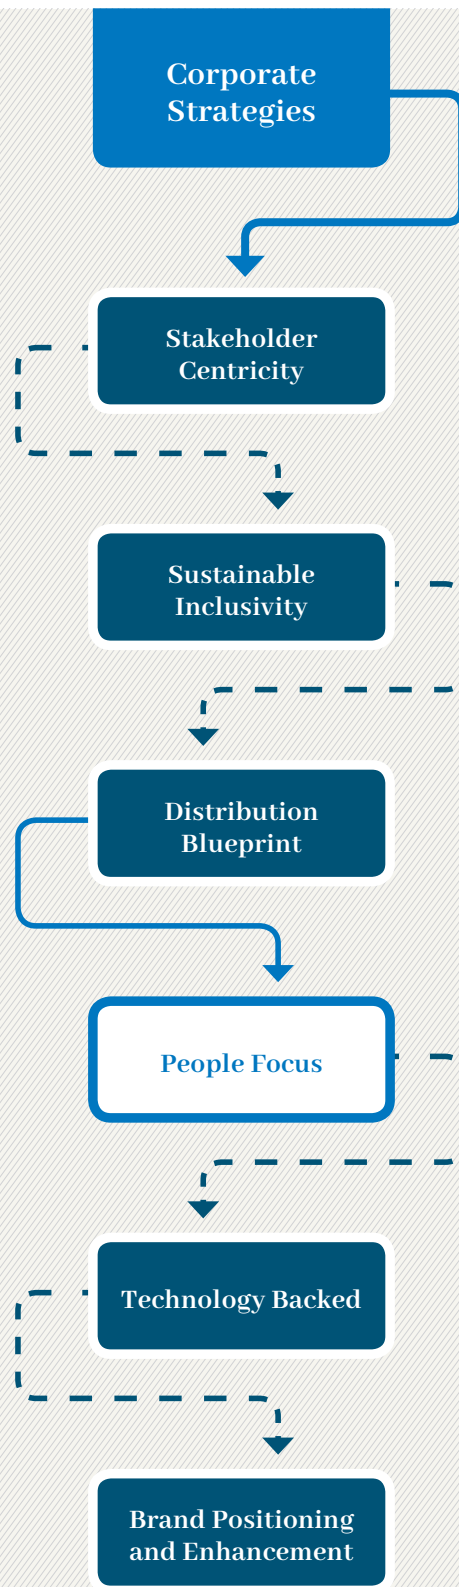 Corporate
Strategies
Stakeholder
Centricity
Sustainable
Inclusivity
Distribution
Blueprint
People Focus
Technology Backed
Brand Positioning
and Enhancement